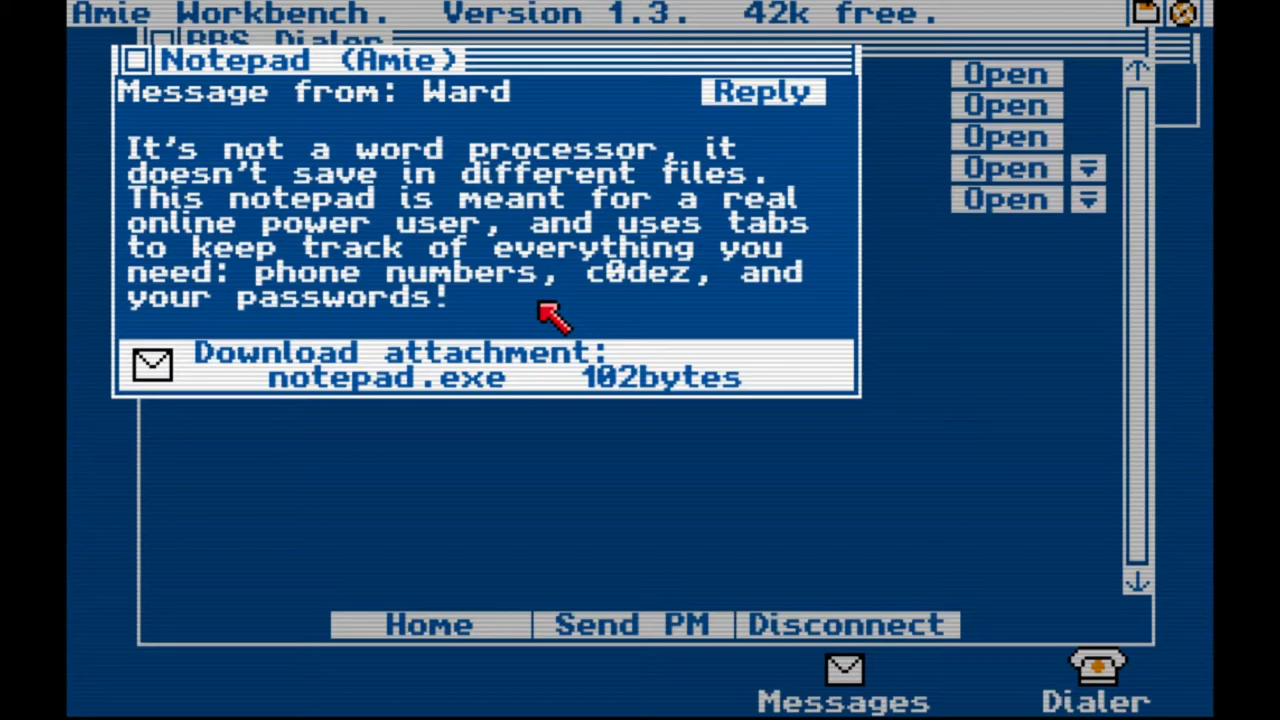 Amie Workbench. Version 1.3. 42k free.
BBS Dialer
Notepad (Amie)
Message from: Ward
Reply
It's not a word processor, it
doesn't save in different files.
This notepad is meant for a real
online power user, and uses tabs
to keep track of everything you
need: phone numbers, c0dez, and
your passwords!
Download attachment:
notepad.exe 102bytes
Open
Open
Open
Open
Open
Home Send PM Disconnect
Messages Dialer